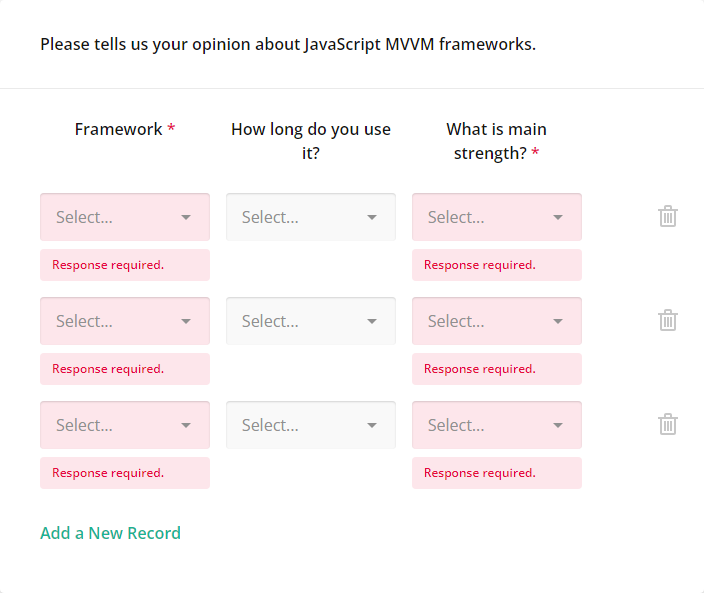 Please tells us your opinion about JavaScript MVVM frameworks.
Framework *
How long do you use
it?
What is main
strength? *
Select...
Select...
Select...
Response required.
Response required.
Select...
Select...
Select...
Response required.
Response required.
Select...
Select...
Select...
Response required.
Response required.
Add a New Record